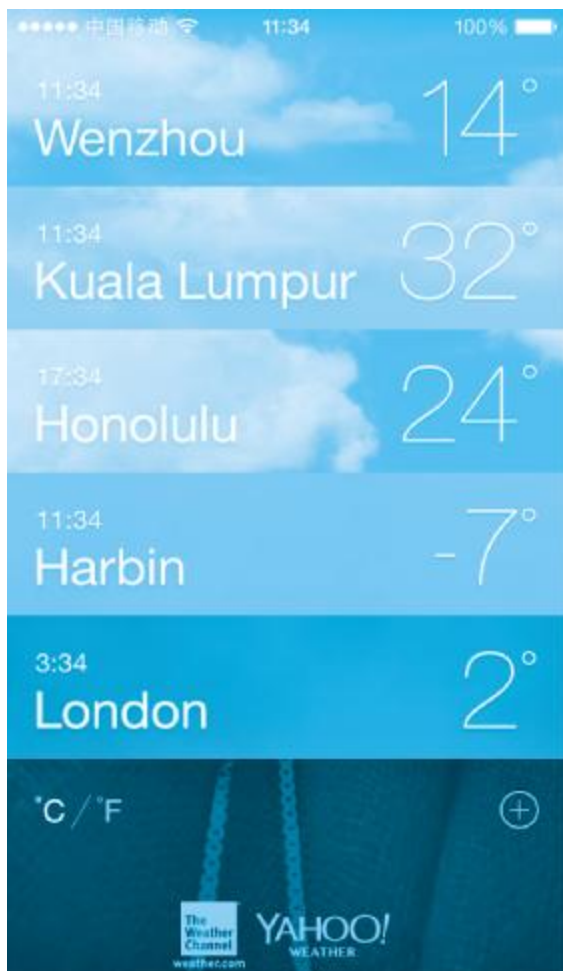 中国移动 11:34 100%
11:34
Wenzhou 14°
11:34
Kuala Lumpur 32°
17:34
Honolulu 24°
11:34
Harbin -7°
3:34
London 2°
°C / °F
The
Weather
Channel
weather.com
YAHOO!
WEATHER